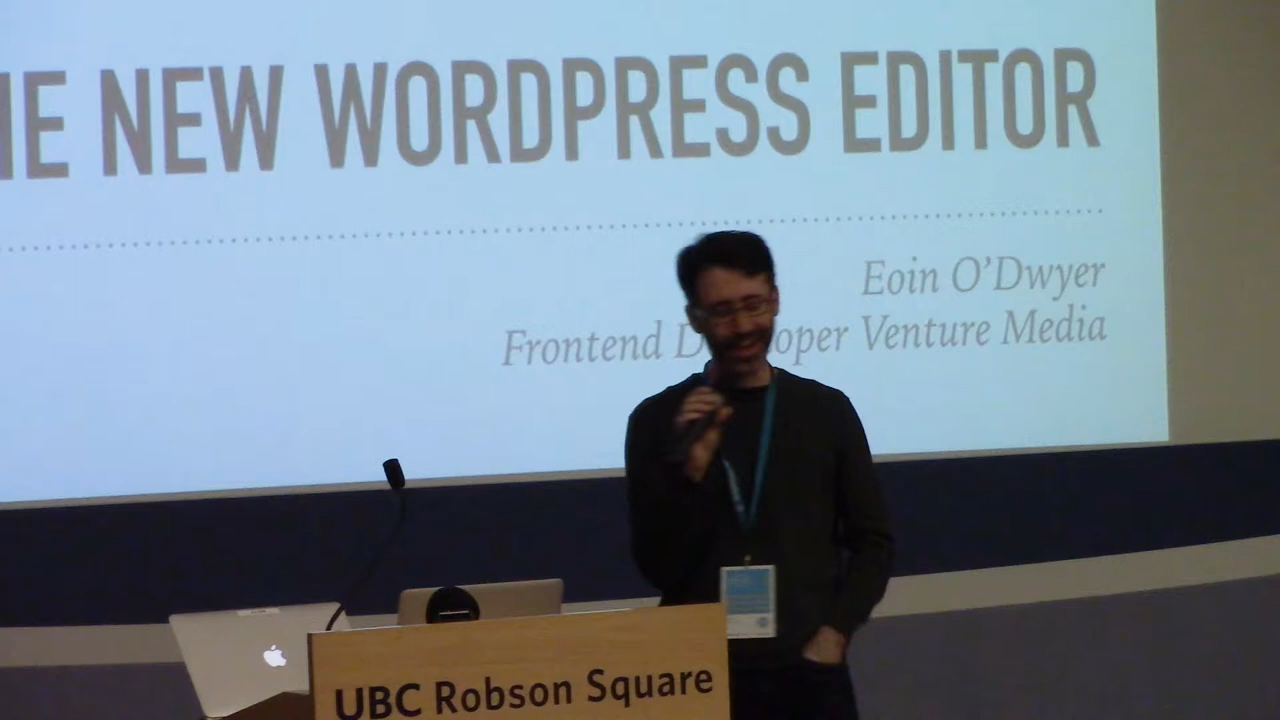 NEW WORDPRESS EDITOR
Eoin O'Dwyer
Frontend Venture Media
UBC Robson Square